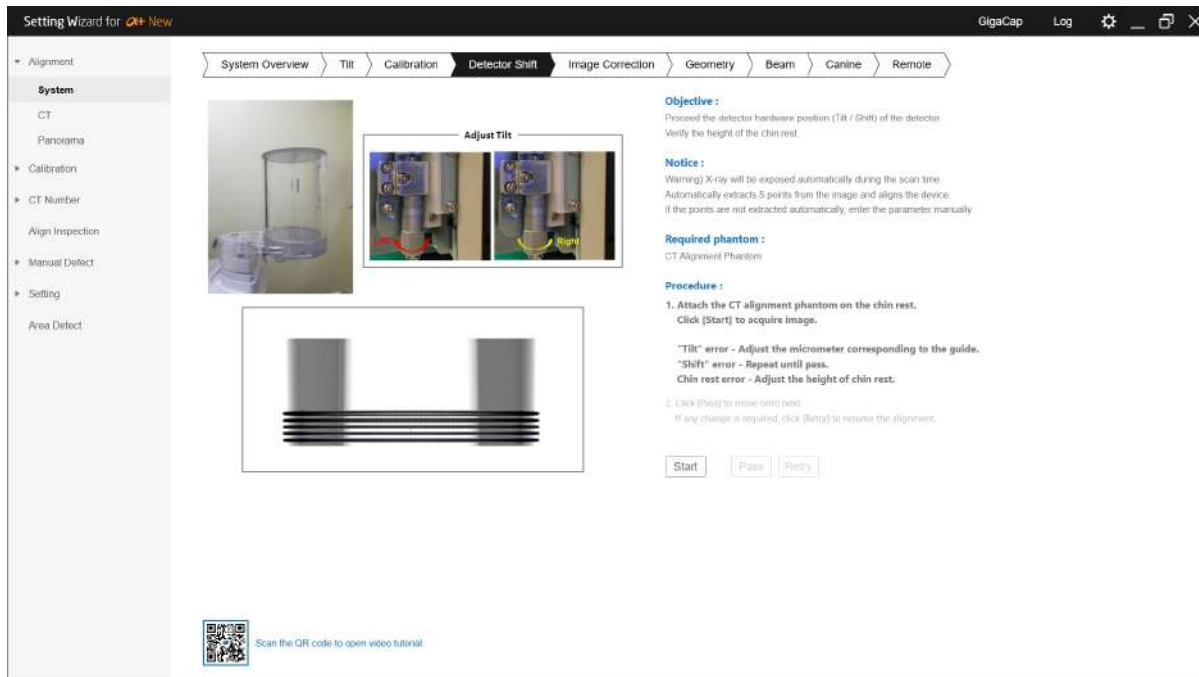 Setting Wizard for α+ New
GigaCap
Log
Alignment
System
CT
Panorama
Calibration
CT Number
Align Inspection
Manual Defect
Setting
Area Defect
System Overview
Tilt
Calibration
Detector Shift
Image Correction
Geometry
Beam
Canine
Remote
Adjust Tilt
Left
Right
Objective :
Proceed the detector hardware position (Tilt / Shift) of the detector.
Verify the height of the chin rest.
Notice :
Warning) X-ray will be exposed automatically during the scan time.
Automatically extracts 5 points from the image and aligns the device.
If the points are not extracted automatically, enter the parameter manually.
Required phantom :
CT Alignment Phantom
Procedure :
1. Attach the CT alignment phantom on the chin rest.
Click [Start] to acquire image.
"Tilt" error - Adjust the micrometer corresponding to the guide.
"Shift" error - Repeat until pass.
Chin rest error - Adjust the height of chin rest.
2. Click [Pass] to move onto next.
If any change is required, click [Retry] to resume the alignment.
Start
Pass
Retry
Scan the QR code to open video tutorial